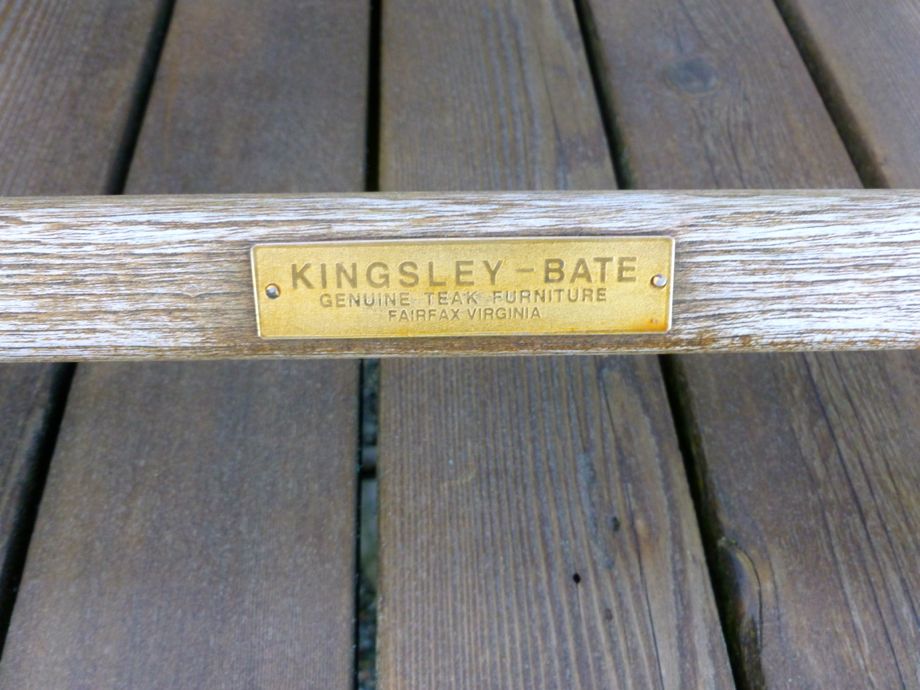 KINGSLEY-BATE
GENUINE TEAK FURNITURE
FAIRFAX VIRGINIA